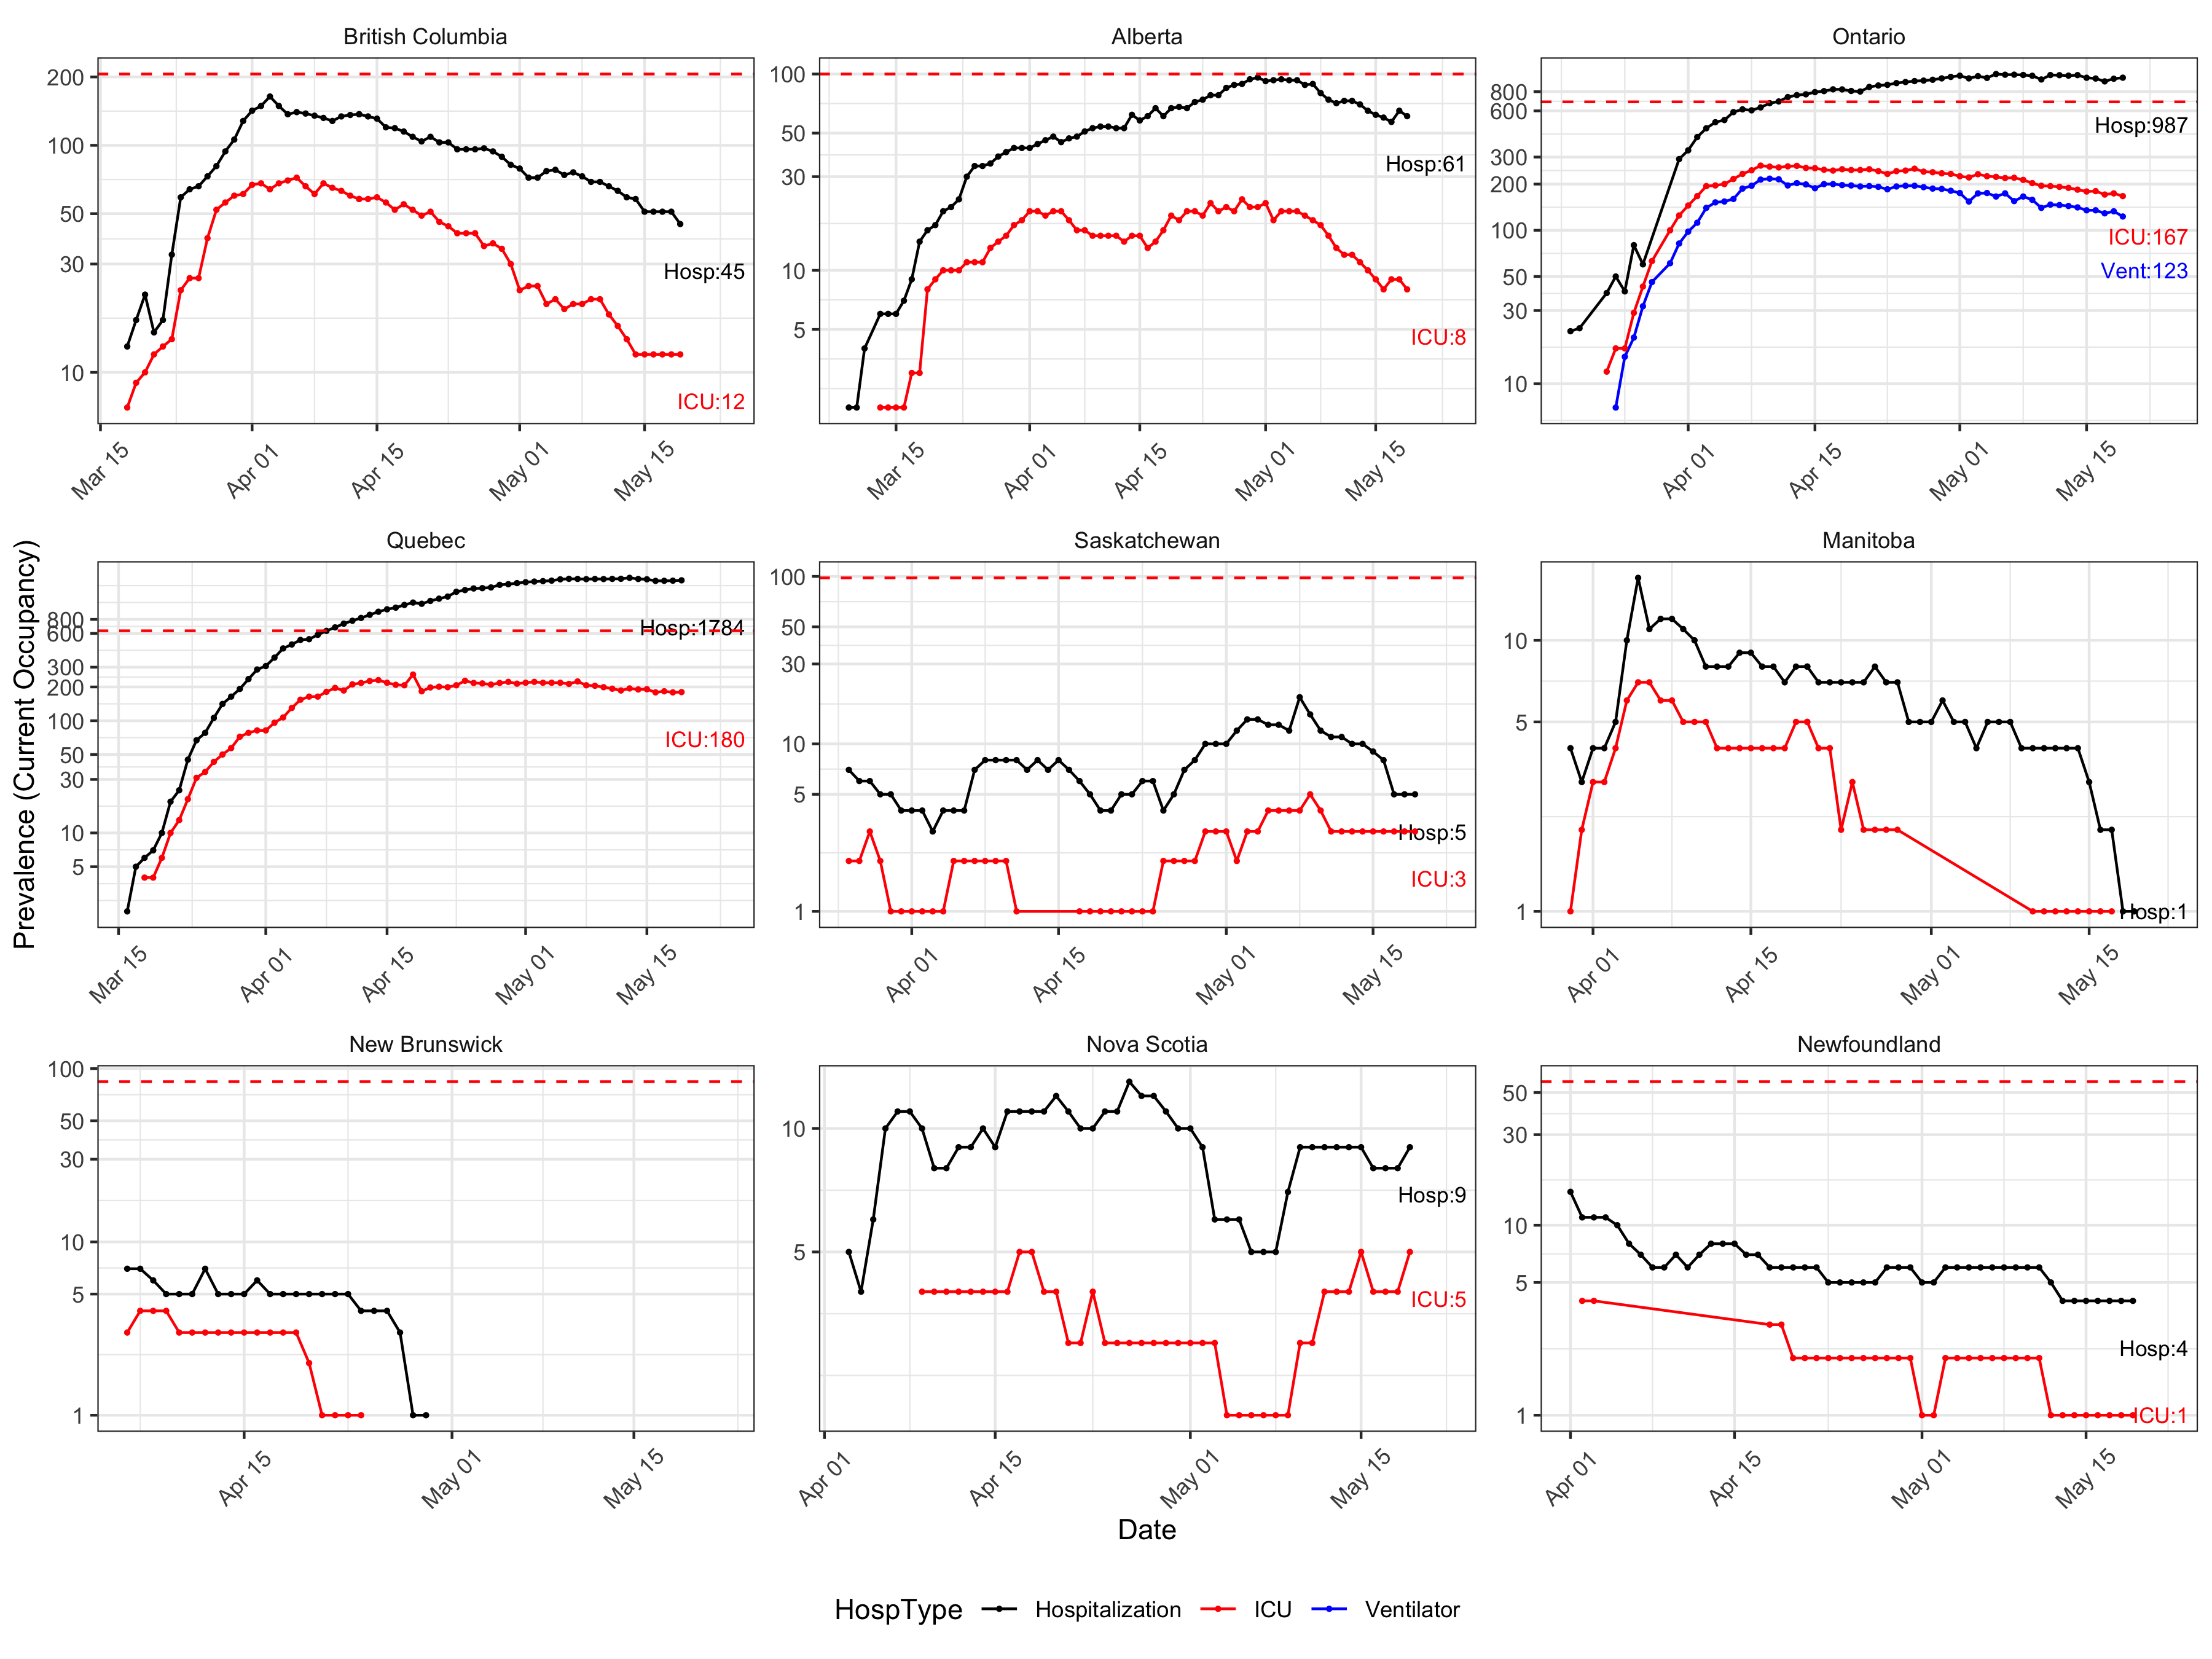 British Columbia
Alberta
Ontario
200
100
50
30
10
Hosp:45
ICU:12
Mar 15
Apr 01
Apr 15
May 01
May 15
100
50
30
10
5
Hosp:61
ICU:8
Mar 15
Apr 01
Apr 15
May 01
May 15
800
600
300
200
100
50
30
10
Hosp:987
ICU:167
Vent:123
Apr 01
Apr 15
May 01
May 15
Prevalence (Current Occupancy)
Quebec
Saskatchewan
Manitoba
800
600
300
200
100
50
30
10
5
Hosp:1784
ICU:180
Mar 15
Apr 01
Apr 15
May 01
May 15
100
50
30
10
5
1
Hosp:5
ICU:3
Apr 01
Apr 15
May 01
May 15
10
5
1
Hosp:1
Apr 01
Apr 15
May 01
May 15
New Brunswick
Nova Scotia
Newfoundland
100
50
30
10
5
1
Apr 15
May 01
May 15
10
5
Hosp:9
ICU:5
Apr 01
Apr 15
May 01
May 15
50
30
10
5
1
Hosp:4
ICU:1
Apr 01
Apr 15
May 01
May 15
Date
HospType Hospitalization ICU Ventilator